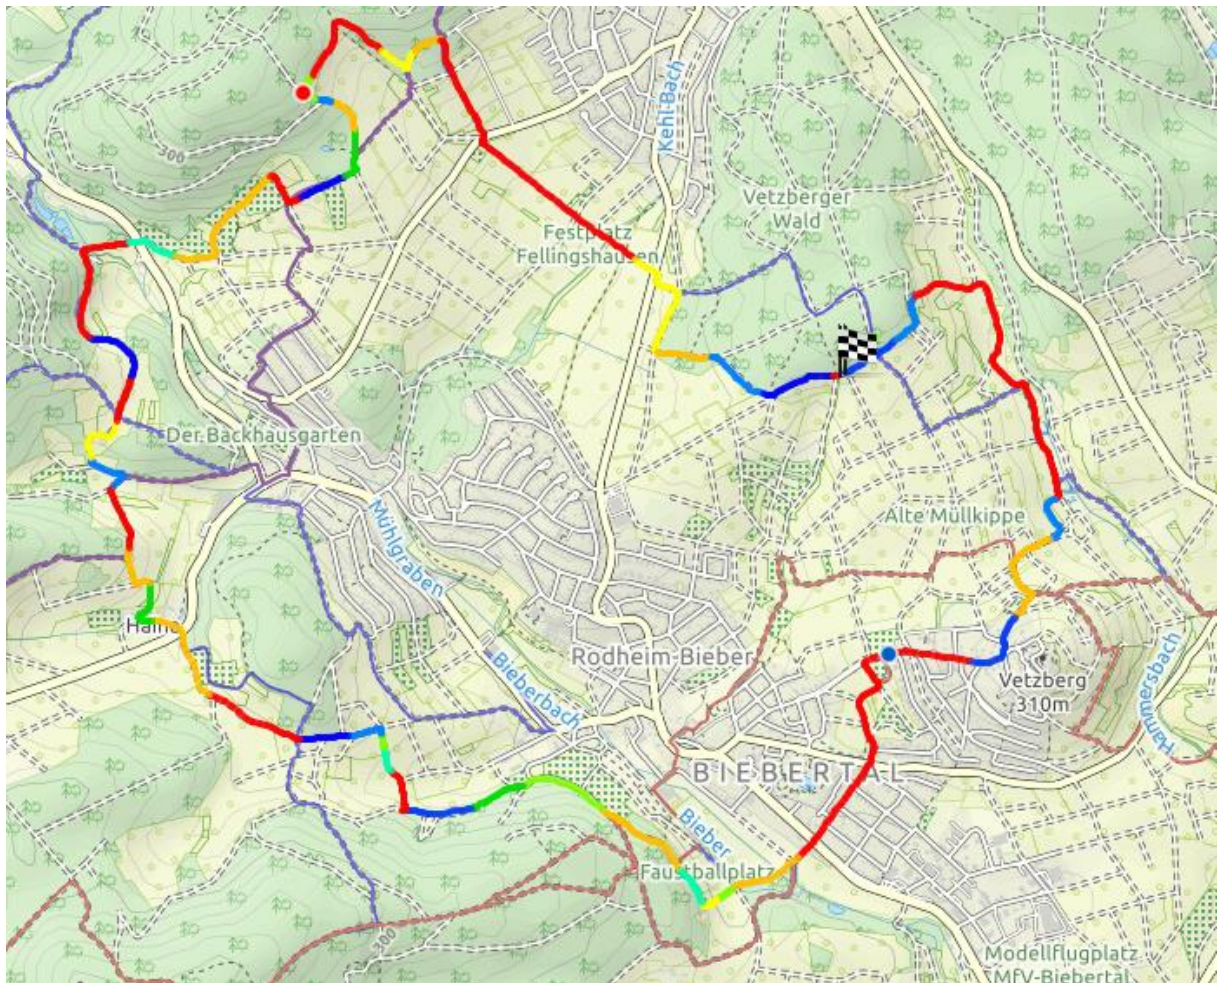 300
Kehl-Bach
Vetzberger
Wald
Festplatz
Fellingshausen
Der Backhausgarten
Mühlgraben
Alte Müllkippe
Rodheim-Bieber
Bieberbach
Vetzberg
310m
Hammersbach
BIEBERTAL
Bieber
Faustballplatz
300
Modellflugplatz
MfV-Biebertal